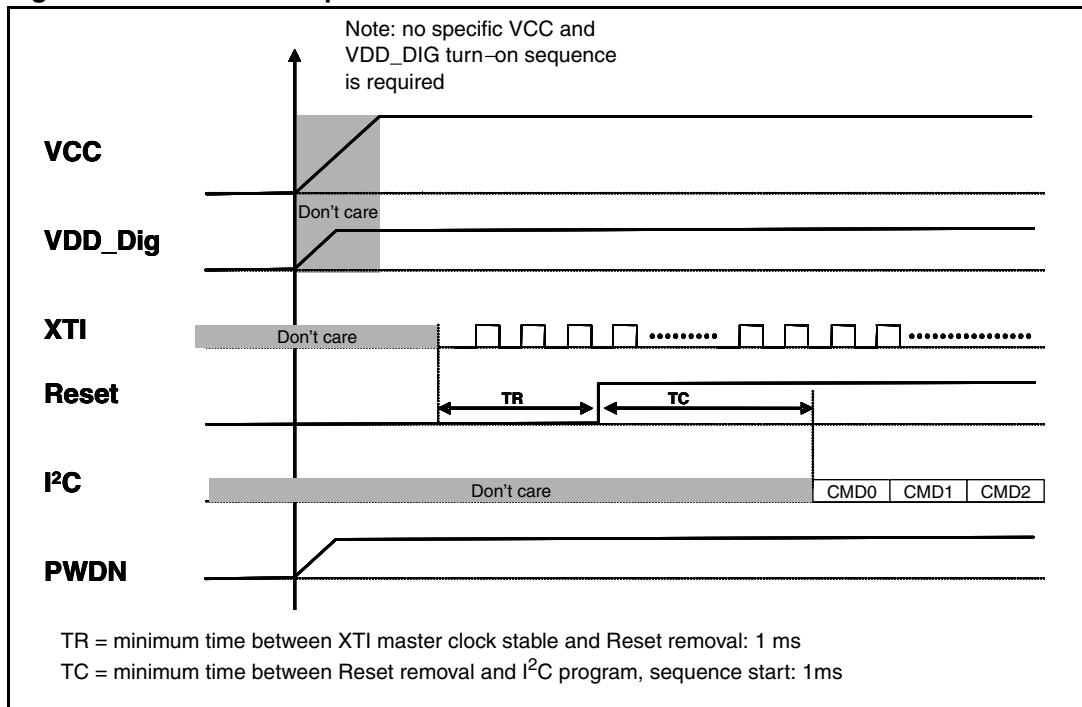 Note: no specific VCC and
VDD_DIG turn–on sequence
is required
VCC
Don't care
VDD_Dig
XTI
Don't care
Reset
TR
TC
I²C
Don't care
CMD0 CMD1 CMD2
PWDN
TR = minimum time between XTI master clock stable and Reset removal: 1 ms
TC = minimum time between Reset removal and I²C program, sequence start: 1ms